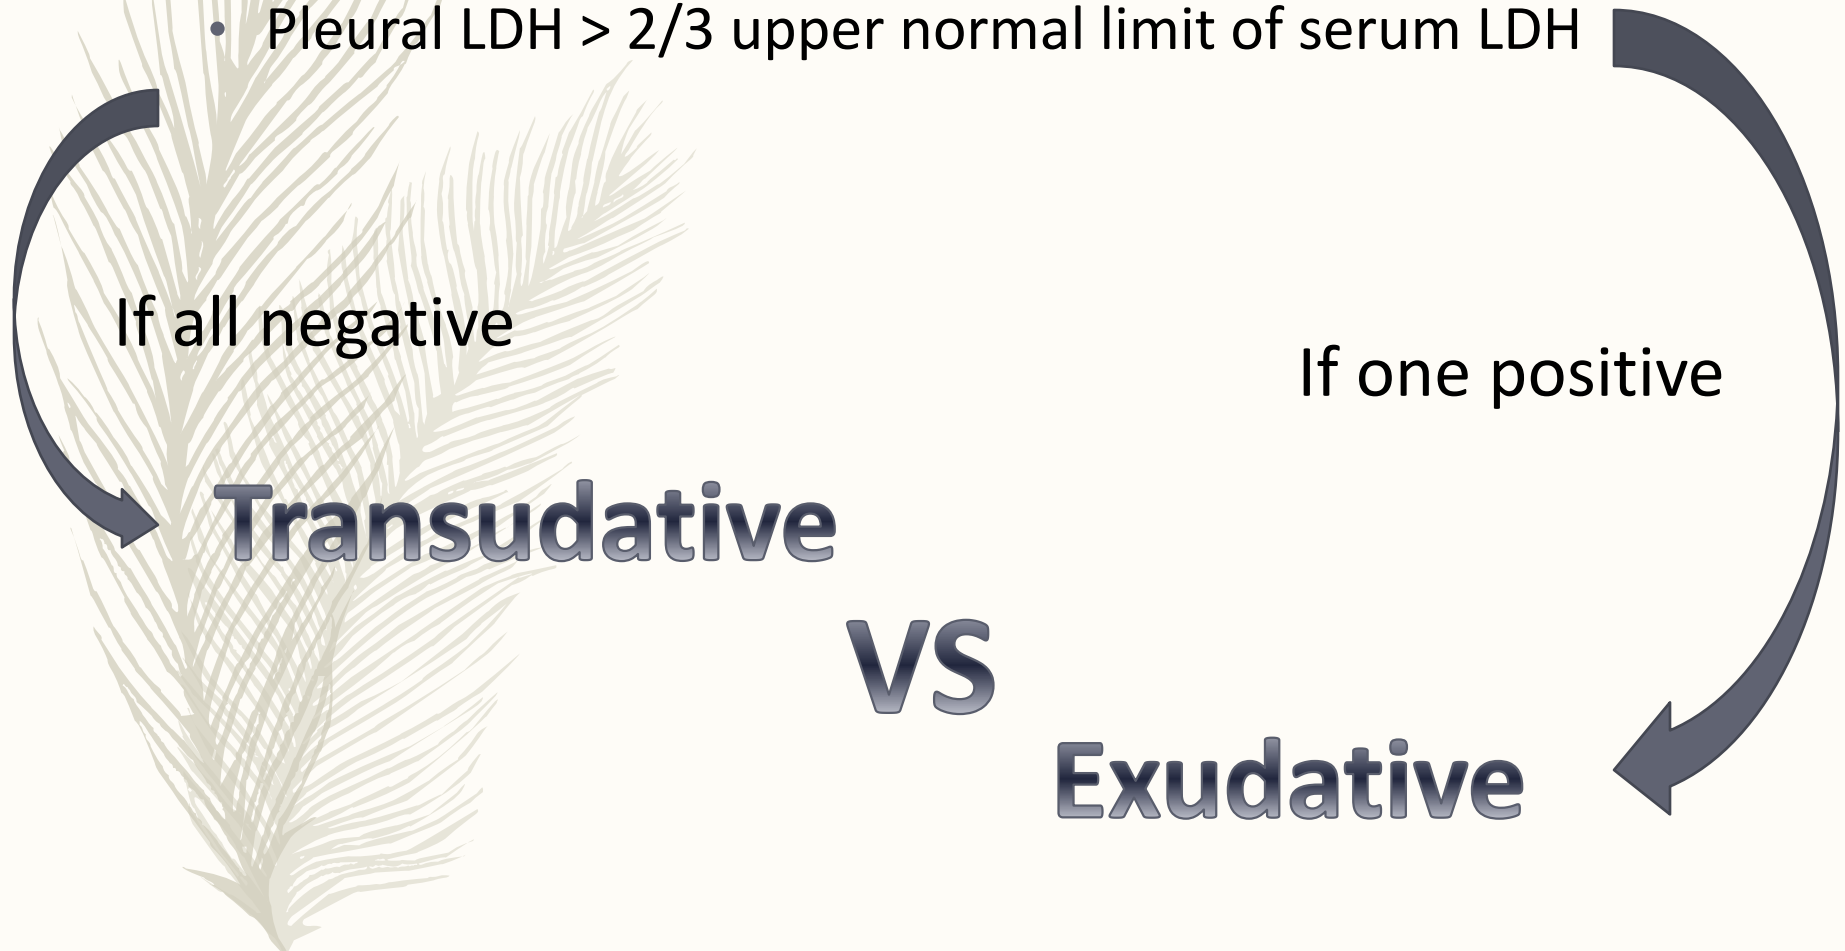 • Pleural LDH > 2/3 upper normal limit of serum LDH
If all negative
If one positive
Transudative
VS
Exudative